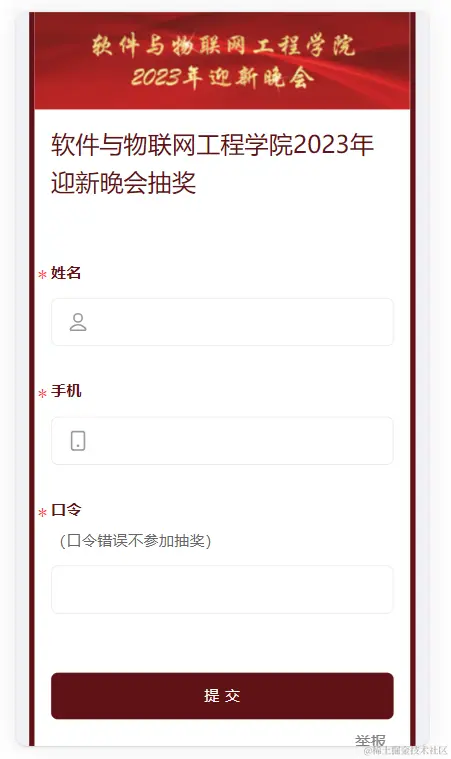 软件与物联网工程学院
2023年迎新晚会
软件与物联网工程学院2023年
迎新晚会抽奖
*姓名
*手机
*口令
（口令错误不参加抽奖）
提 交
举报
@稀土掘金技术社区